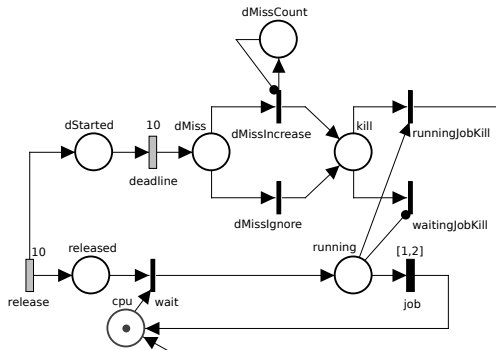 dMissCount
dStarted
10
dMiss
dMissIncrease
kill
runningJobKill
deadline
dMissIgnore
waitingJobKill
10
released
running
[1,2]
release
cpu
wait
job